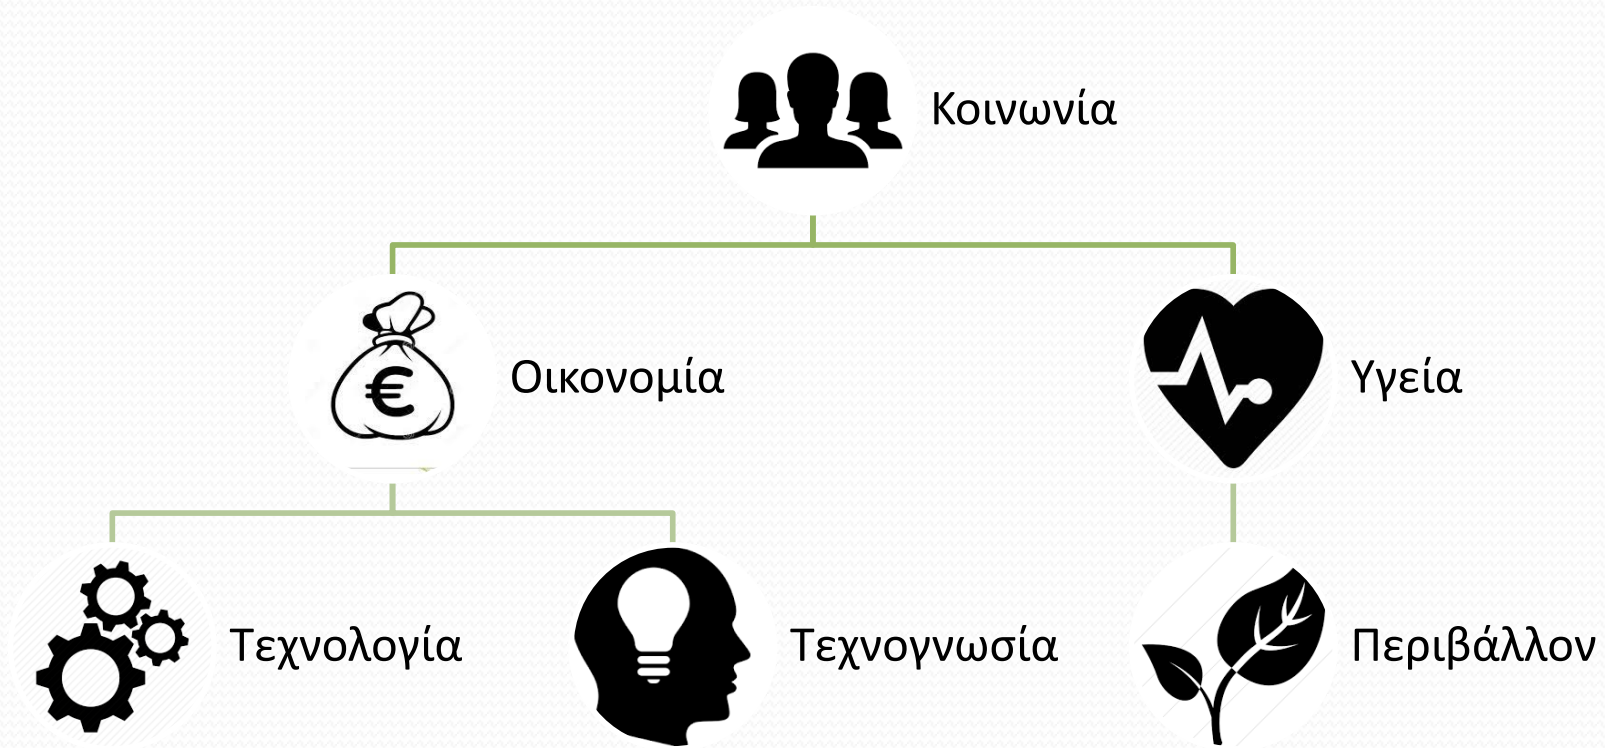 Κοινωνία
Οικονομία
Υγεία
Τεχνολογία
Τεχνογνωσία
Περιβάλλον